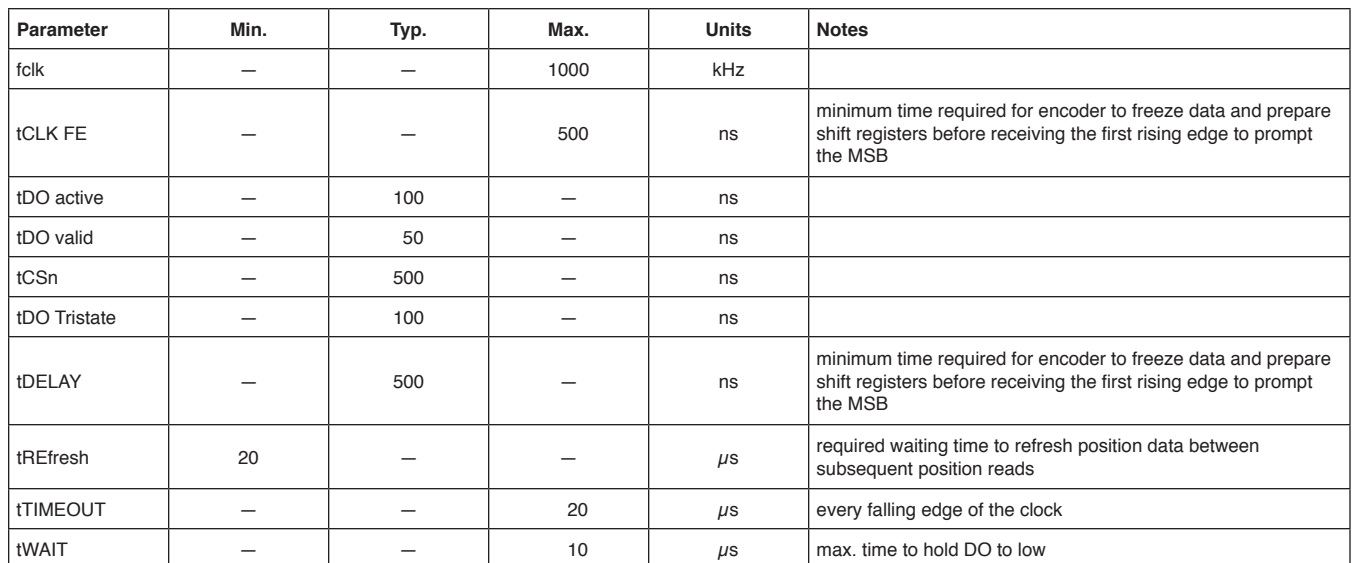 Parameter Min. Typ. Max. Units Notes
fclk — — 1000 kHz
tCLK FE — — 500 ns minimum time required for encoder to freeze data and prepare
shift registers before receiving the first rising edge to prompt
the MSB
tDO active — 100 — ns
tDO valid — 50 — ns
tCSn — 500 — ns
tDO Tristate — 100 — ns
tDELAY — 500 — ns minimum time required for encoder to freeze data and prepare
shift registers before receiving the first rising edge to prompt
the MSB
tREfresh 20 — — µs required waiting time to refresh position data between
subsequent position reads
tTIMEOUT — — 20 µs every falling edge of the clock
tWAIT — — 10 µs max. time to hold DO to low